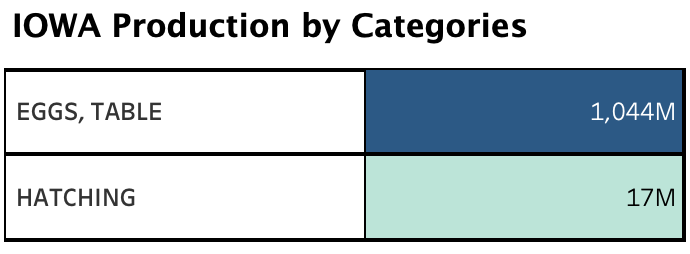 IOWA Production by Categories
EGGS, TABLE 1,044M
HATCHING 17M